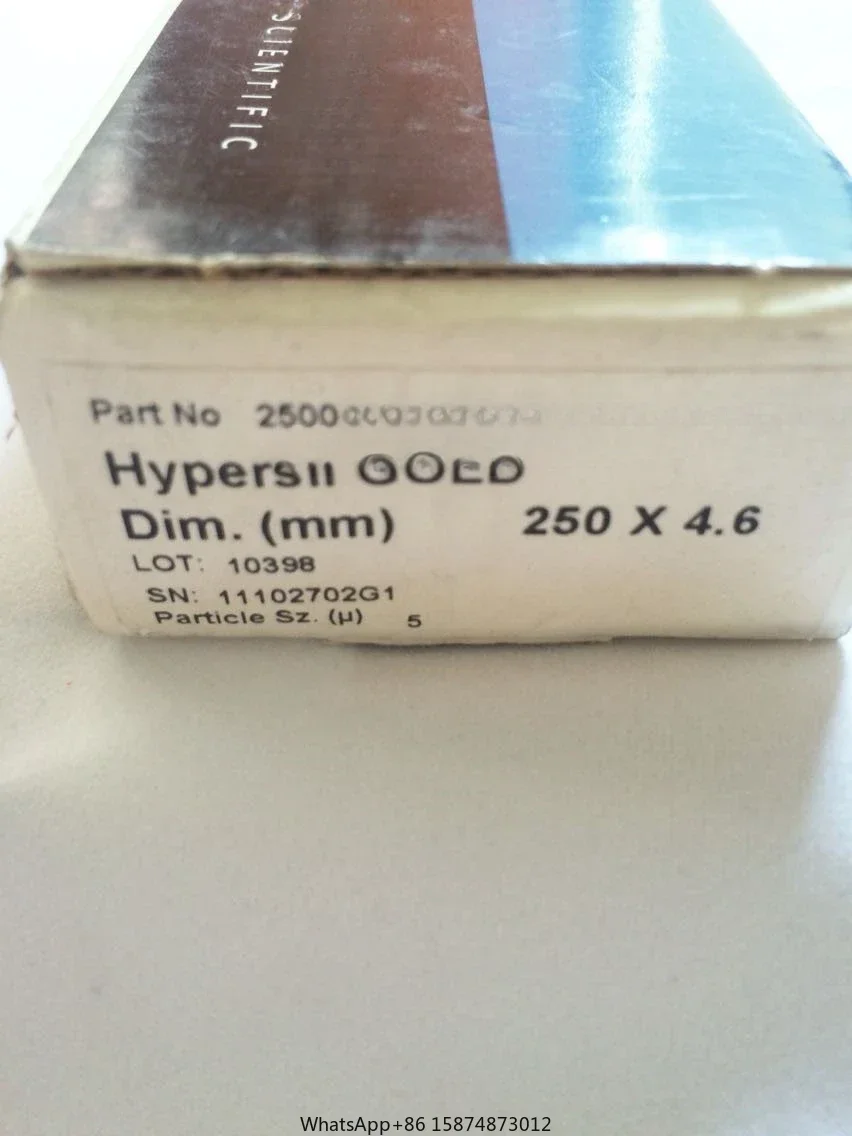 SCIENTIFIC
Part No
Hypersil GOLD
Dim. (mm) 250 X 4.6
LOT: 10398
SN: 11102702G1
Particle Sz. (µ) 5
WhatsApp+86 15874873012